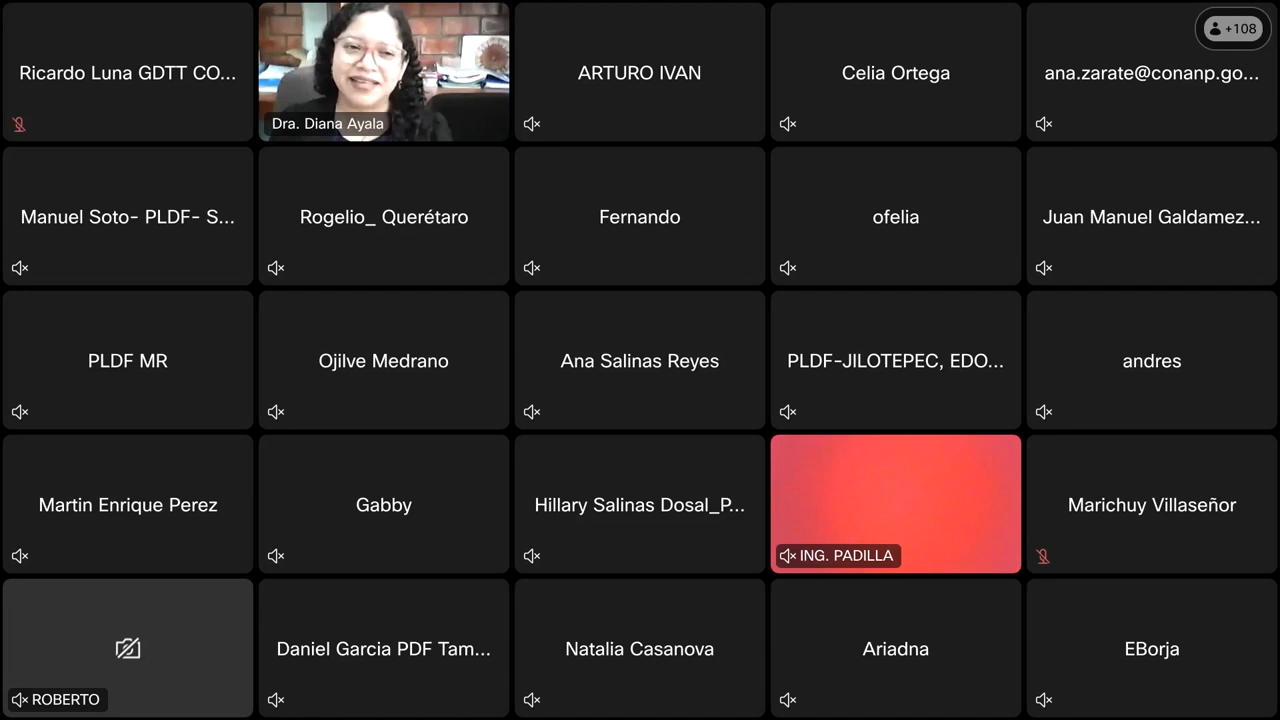 Ricardo Luna GDTT CO...
Dra. Diana Ayala
ARTURO IVAN
Celia Ortega
ana.zarate@conanp.go...
+108
Manuel Soto- PLDF- S...
Rogelio_ Querétaro
Fernando
ofelia
Juan Manuel Galdamez...
PLDF MR
Ojilve Medrano
Ana Salinas Reyes
PLDF-JILOTEPEC, EDO...
andres
Martin Enrique Perez
Gabby
Hillary Salinas Dosal_P...
ING. PADILLA
Marichuy Villaseñor
ROBERTO
Daniel Garcia PDF Tam...
Natalia Casanova
Ariadna
EBorja